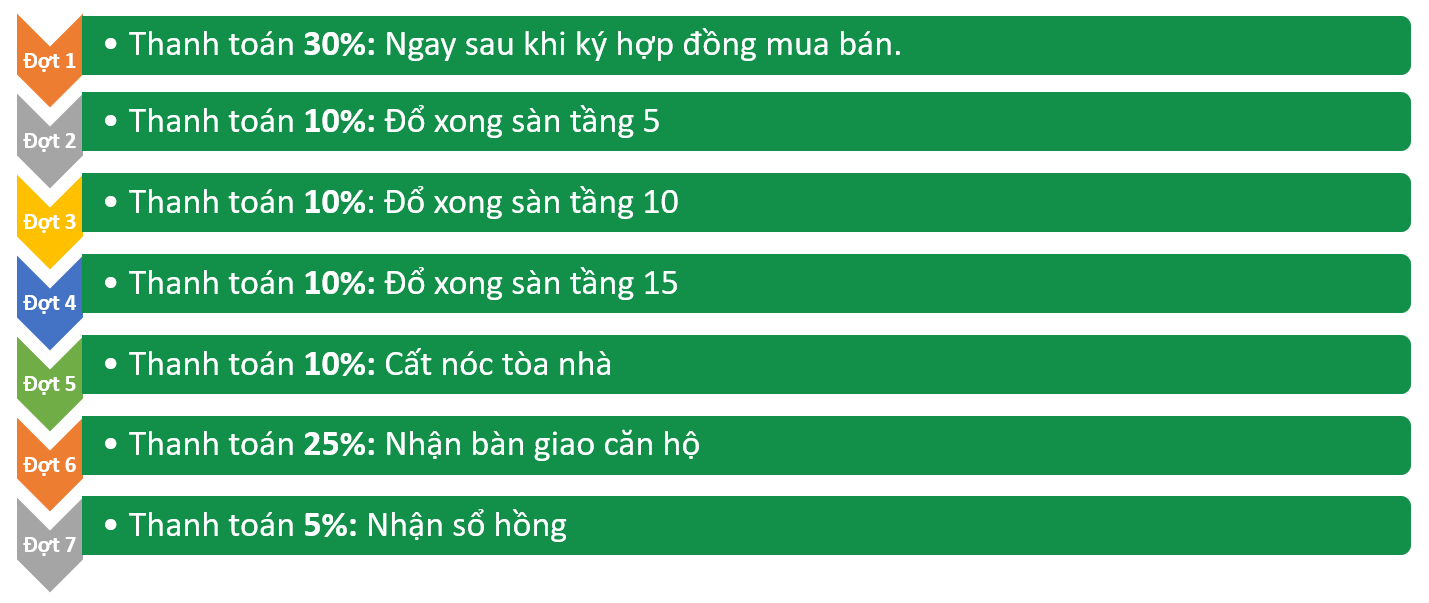 Đợt 1
• Thanh toán 30%: Ngay sau khi ký hợp đồng mua bán.
Đợt 2
• Thanh toán 10%: Đổ xong sàn tầng 5
Đợt 3
• Thanh toán 10%: Đổ xong sàn tầng 10
Đợt 4
• Thanh toán 10%: Đổ xong sàn tầng 15
Đợt 5
• Thanh toán 10%: Cất nóc tòa nhà
Đợt 6
• Thanh toán 25%: Nhận bàn giao căn hộ
Đợt 7
• Thanh toán 5%: Nhận sổ hồng